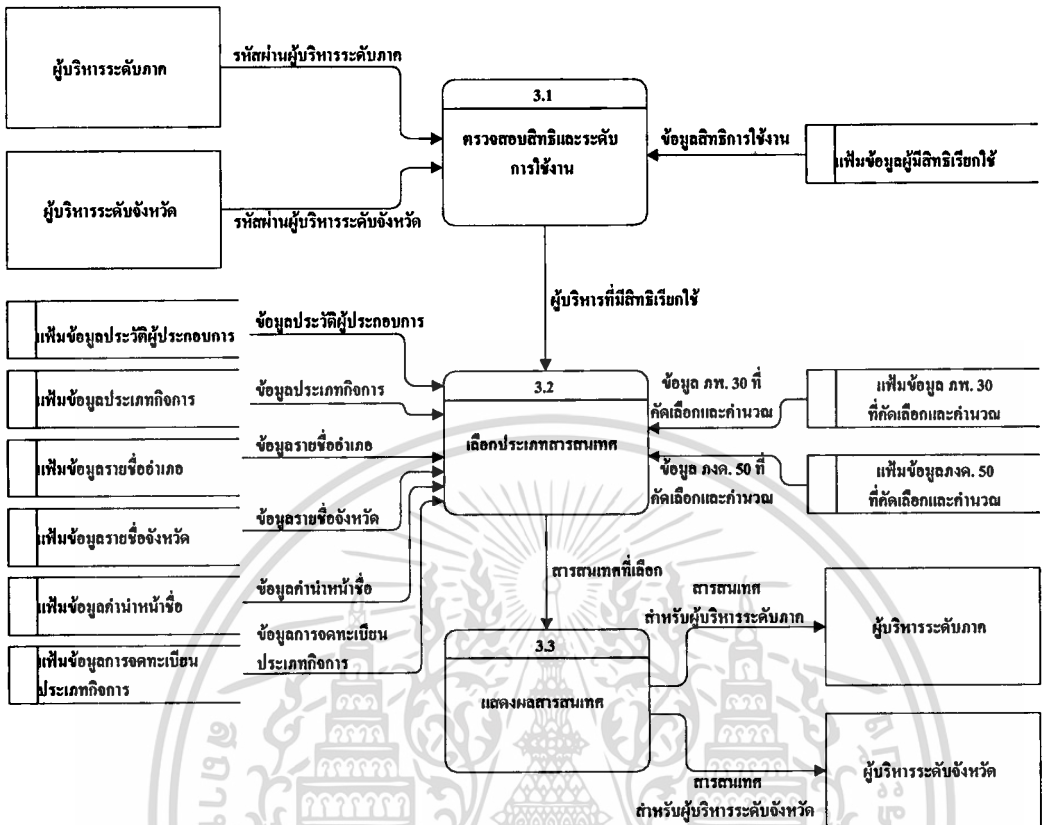 ผู้บริหารระดับภาค
รหัสผ่านผู้บริหารระดับภาค
3.1
ตรวจสอบสิทธิและระดับ
การใช้งาน
ข้อมูลสิทธิการใช้งาน
แฟ้มข้อมูลผู้มีสิทธิเรียกใช้
ผู้บริหารระดับจังหวัด
รหัสผ่านผู้บริหารระดับจังหวัด
ผู้บริหารที่มีสิทธิเรียกใช้
แฟ้มข้อมูลประวัติผู้ประกอบการ
ข้อมูลประวัติผู้ประกอบการ
แฟ้มข้อมูลประเภทกิจการ
ข้อมูลประเภทกิจการ
แฟ้มข้อมูลรายชื่ออำเภอ
ข้อมูลรายชื่ออำเภอ
แฟ้มข้อมูลรายชื่อจังหวัด
ข้อมูลรายชื่อจังหวัด
แฟ้มข้อมูลคำนำหน้าชื่อ
ข้อมูลคำนำหน้าชื่อ
แฟ้มข้อมูลการจดทะเบียน
ประเภทกิจการ
ข้อมูลการจดทะเบียน
ประเภทกิจการ
3.2
เลือกประเภทสารสนเทศ
ข้อมูล ภพ. 30 ที่
คัดเลือกและคำนวณ
แฟ้มข้อมูล ภพ. 30
ที่คัดเลือกและคำนวณ
ข้อมูล ภงด. 50 ที่
คัดเลือกและคำนวณ
แฟ้มข้อมูลภงด. 50
ที่คัดเลือกและคำนวณ
สารสนเทศที่เลือก
3.3
แสดงผลสารสนเทศ
สารสนเทศ
สำหรับผู้บริหารระดับภาค
ผู้บริหารระดับภาค
สารสนเทศ
สำหรับผู้บริหารระดับจังหวัด
ผู้บริหารระดับจังหวัด